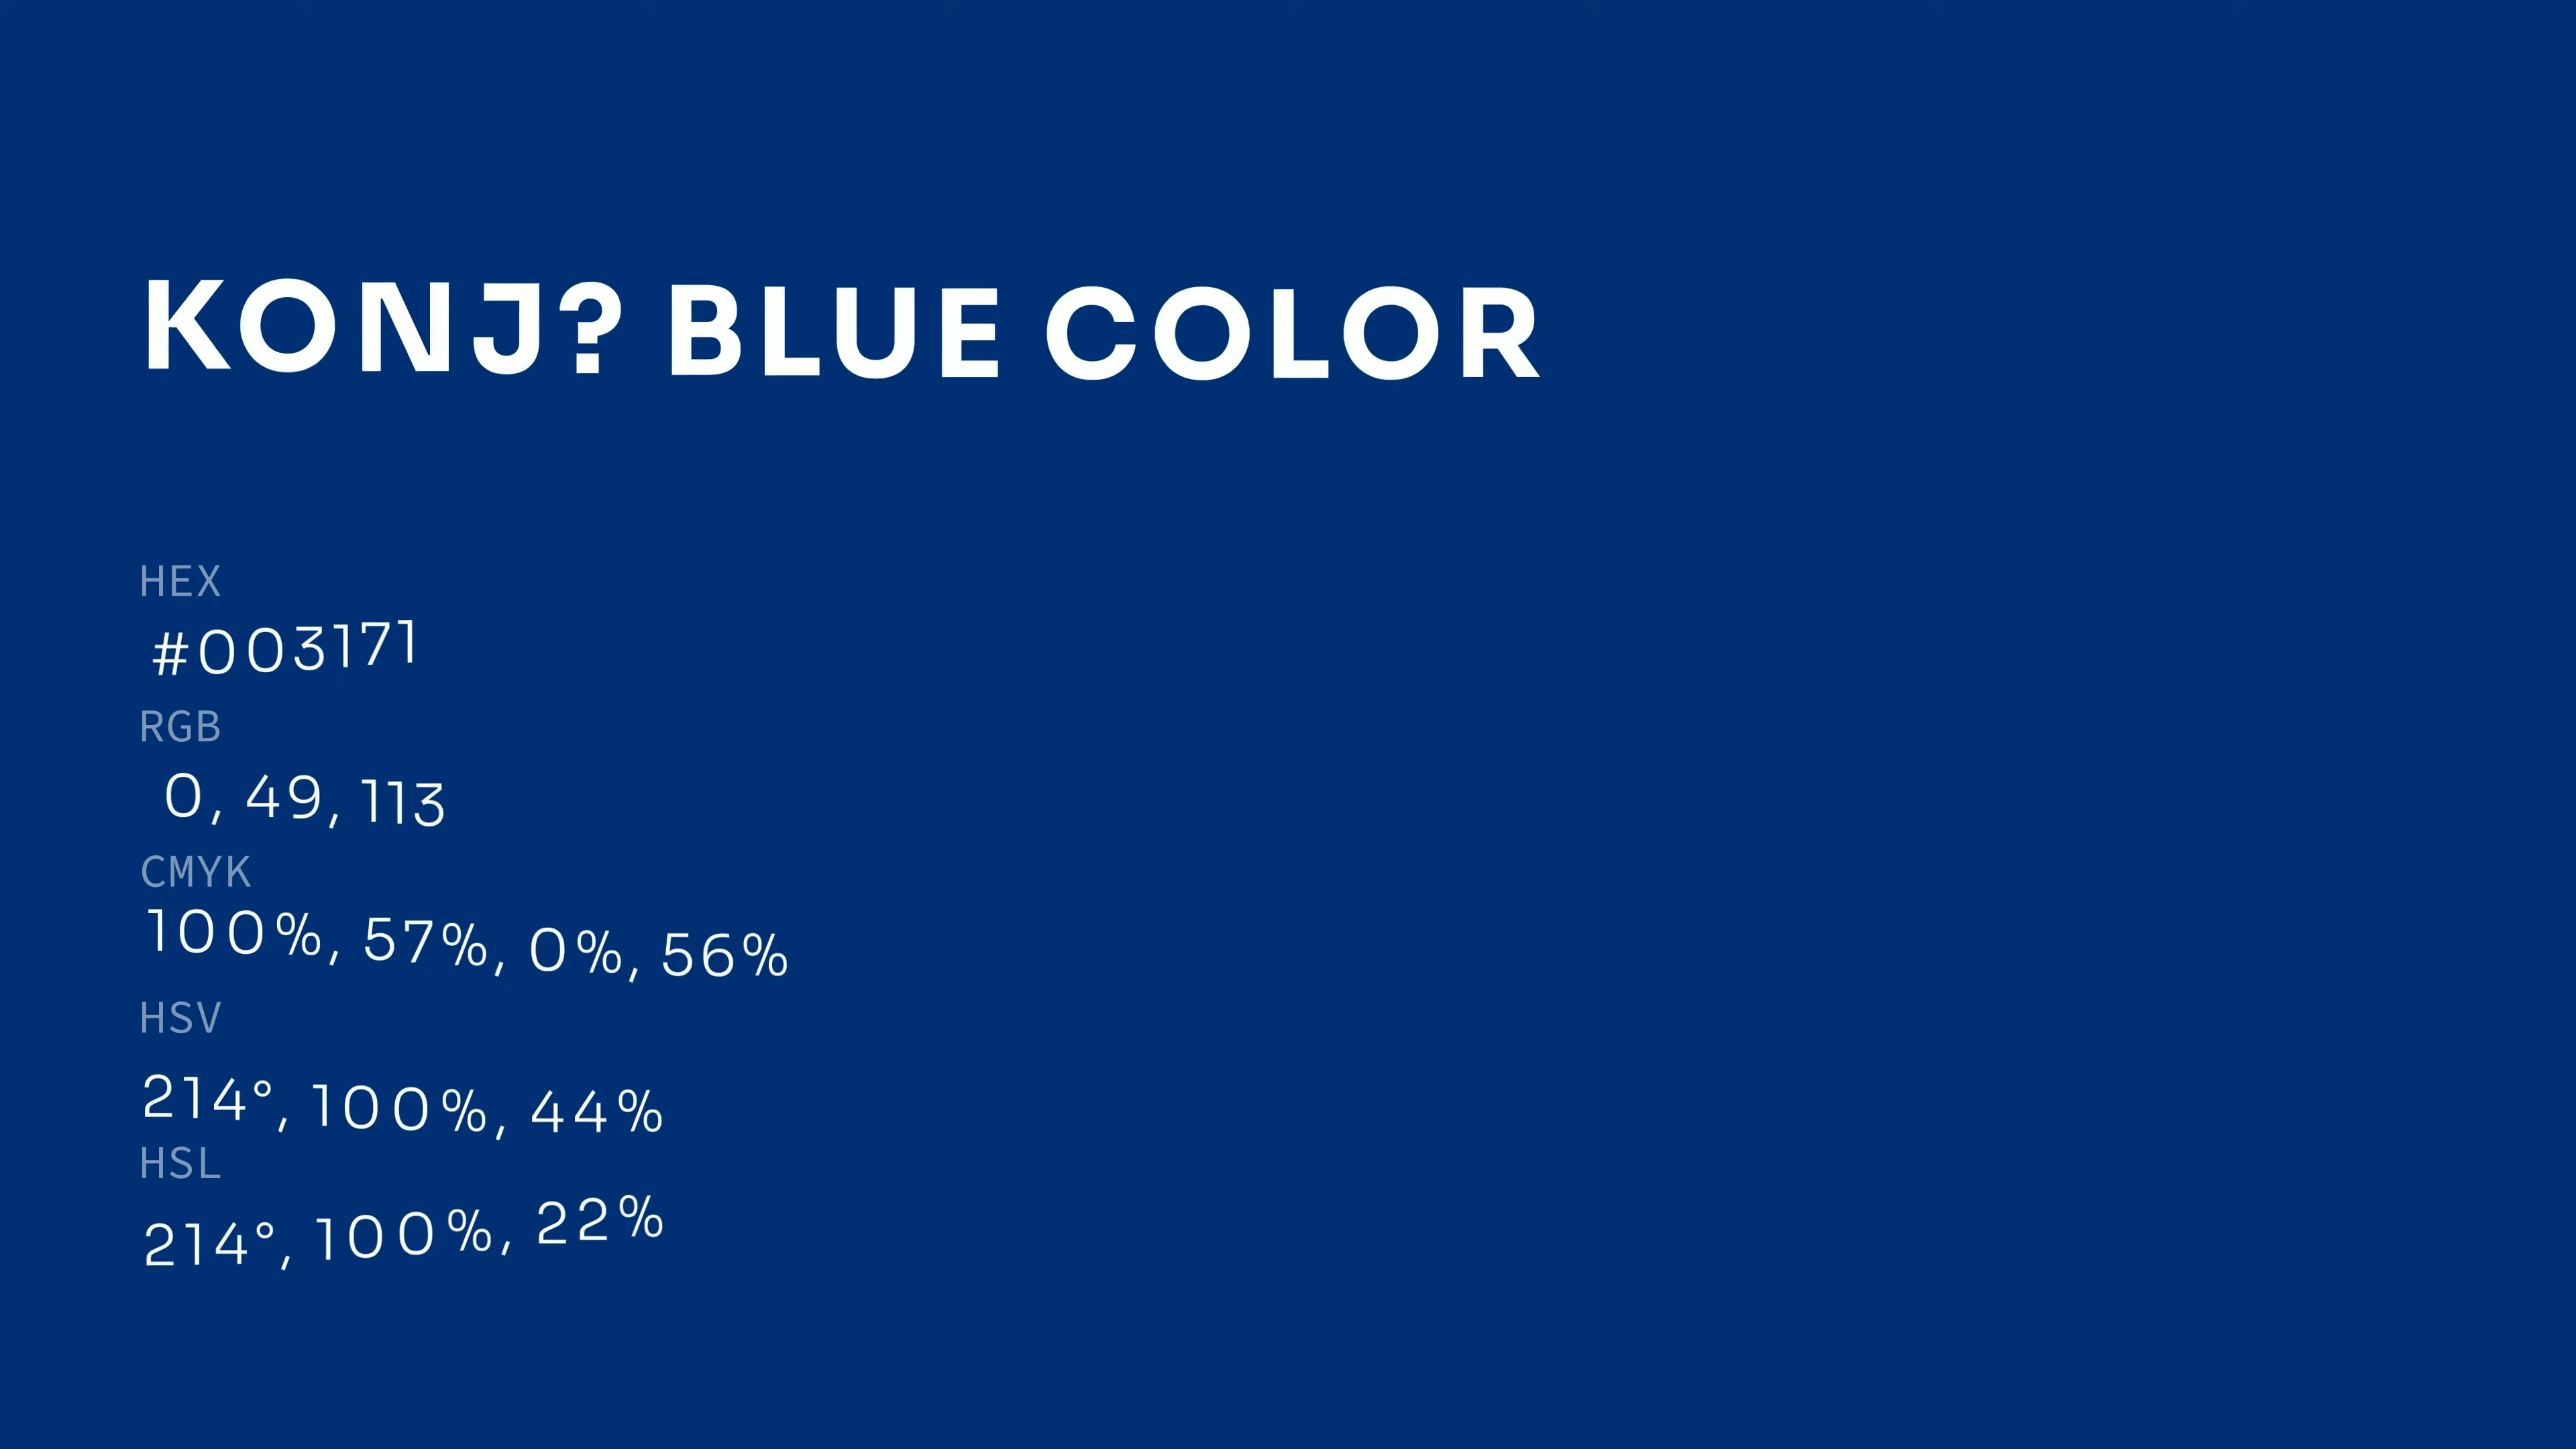 KONJ? BLUE COLOR
HEX
#003171
RGB
0, 49, 113
CMYK
100%, 57%, 0%, 56%
HSV
214°, 100%, 44%
HSL
214°, 100%, 22%